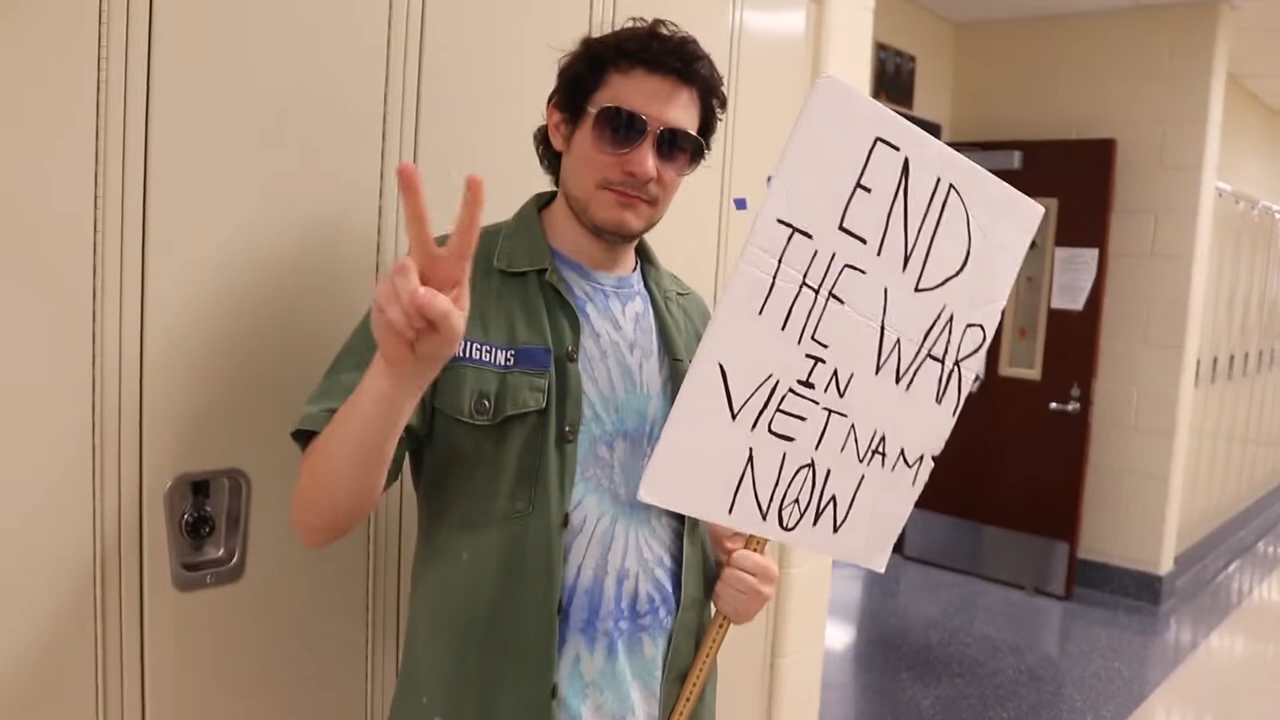 RIGGINS
END
THE WAR
IN
VIETNAM
NOW